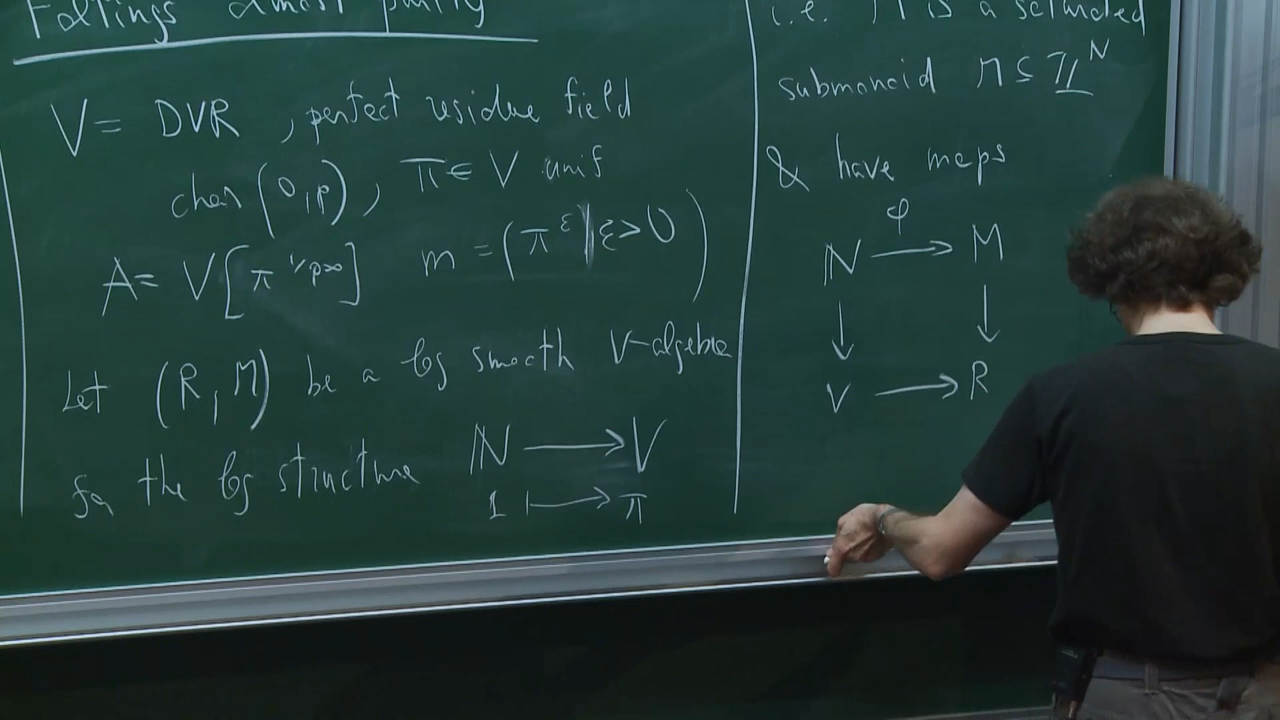 Faltings almost purity
V = DVR , perfect residue field
char (0,p), π ∈ V unif
A = V[π^{1/p^∞}] m = (π^ε | ε > 0)
Let (R, M) be a log smooth V-algebra
for the log structure ℕ → V
1 ↦ π
i.e. M is a saturated
submonoid M ⊆ ℤ^N
& have maps
φ
ℕ → M
↓ ↓
V → R